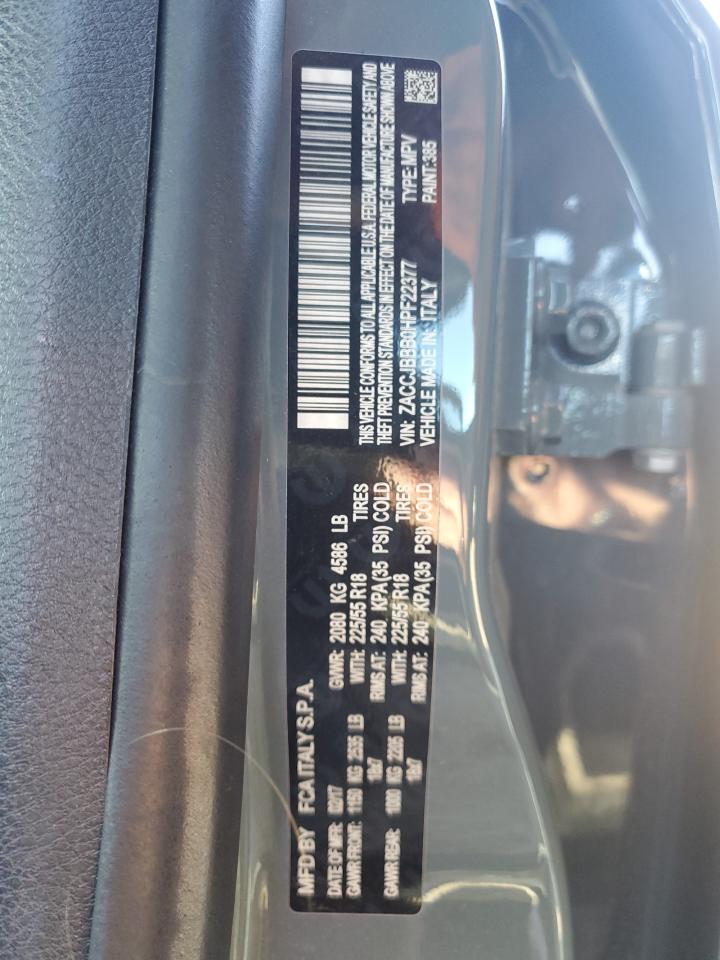 MFD BY FCA ITALY S.P.A.
DATE OF MFR: 02/17 GVWR: 2080 KG 4586 LB
GAWR FRONT: 1150 KG 2535 LB WITH: 225/55 R18 TIRES
18x7 RIMS AT: 240 KPA(35 PSI) COLD
GAWR REAR: 1000 KG 2205 LB WITH: 225/55 R18 TIRES
18x7 RIMS AT: 240 KPA(35 PSI) COLD
THIS VEHICLE CONFORMS TO ALL APPLICABLE U.S.A. FEDERAL MOTOR VEHICLE SAFETY AND
THEFT PREVENTION STANDARDS IN EFFECT ON THE DATE OF MANUFACTURE SHOWN ABOVE
VIN: ZACCJBBB0HPF22377 TYPE:MPV
VEHICLE MADE IN: ITALY PAINT:385